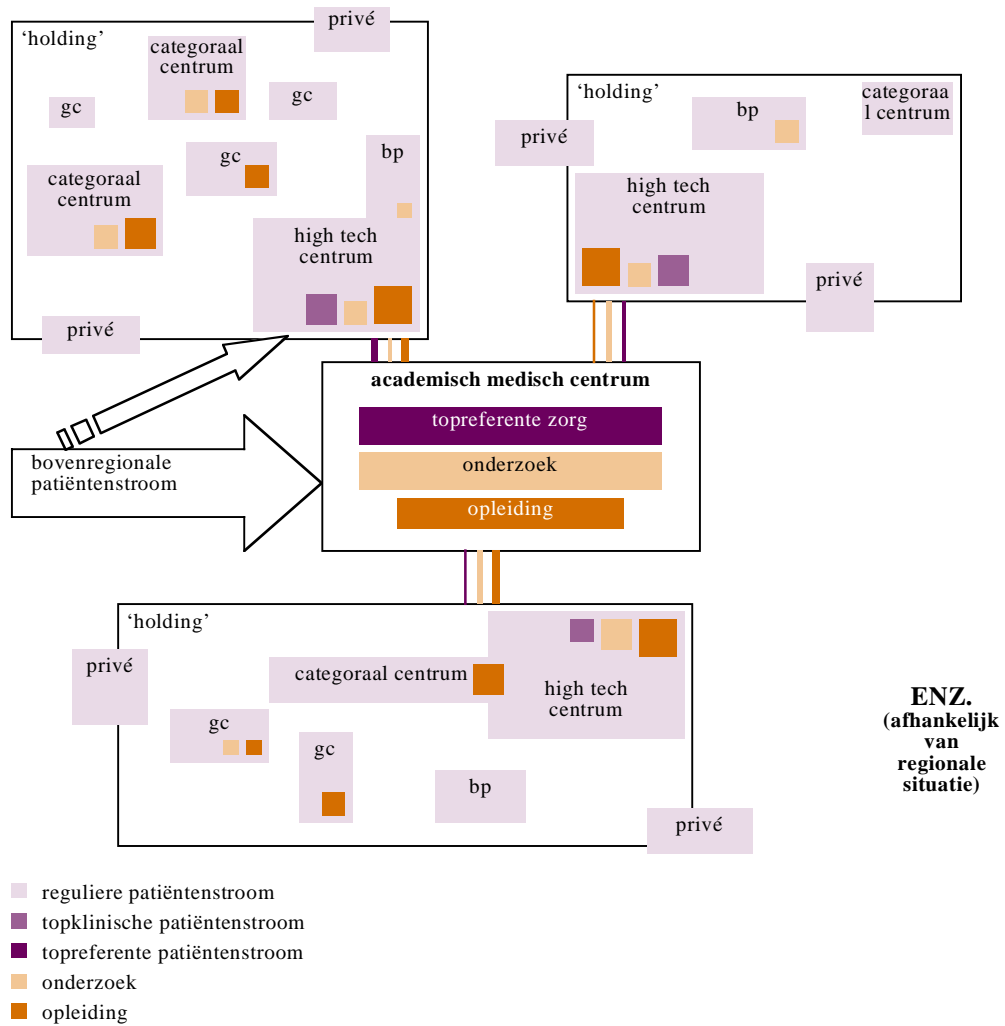 privé
‘holding’
categoraal
centrum
gc
gc
gc
bp
categoraal
centrum
high tech
centrum
privé
‘holding’
categoraa
l centrum
bp
privé
high tech
centrum
privé
academisch medisch centrum
topreferente zorg
onderzoek
opleiding
bovenregionale
patiëntenstroom
‘holding’
privé
categoraal centrum
high tech
centrum
gc
gc
bp
privé
ENZ.
(afhankelijk
van
regionale
situatie)
reguliere patiëntenstroom
topklinische patiëntenstroom
topreferente patiëntenstroom
onderzoek
opleiding